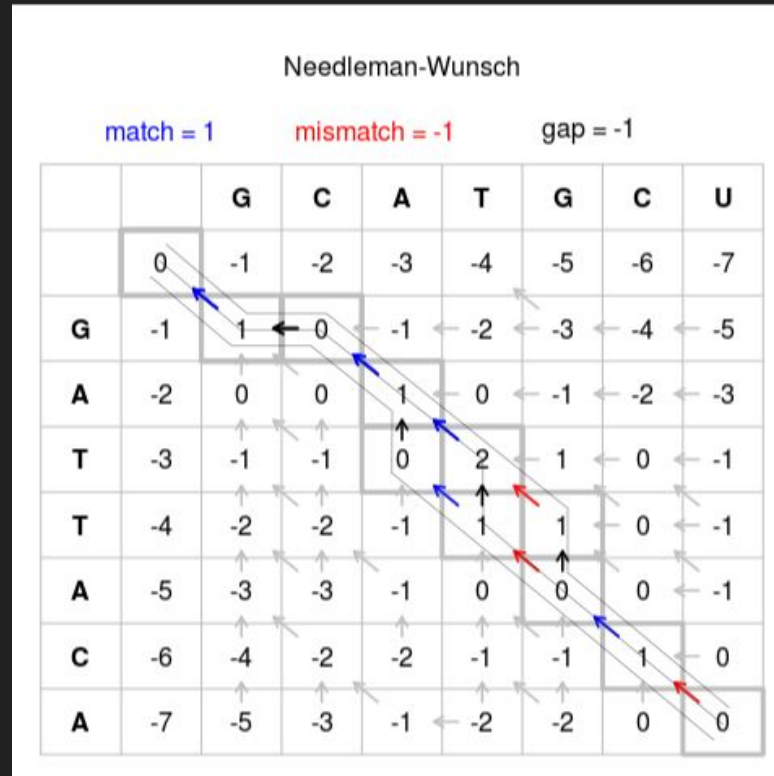 Needleman-Wunsch
match = 1 mismatch = -1 gap = -1
G C A T G C U
0 -1 -2 -3 -4 -5 -6 -7
G -1 1 0 -1 -2 -3 -4 -5
A -2 0 0 1 0 -1 -2 -3
T -3 -1 -1 0 2 1 0 -1
T -4 -2 -2 -1 1 1 0 -1
A -5 -3 -3 -1 0 0 0 -1
C -6 -4 -2 -2 -1 -1 1 0
A -7 -5 -3 -1 -2 -2 0 0